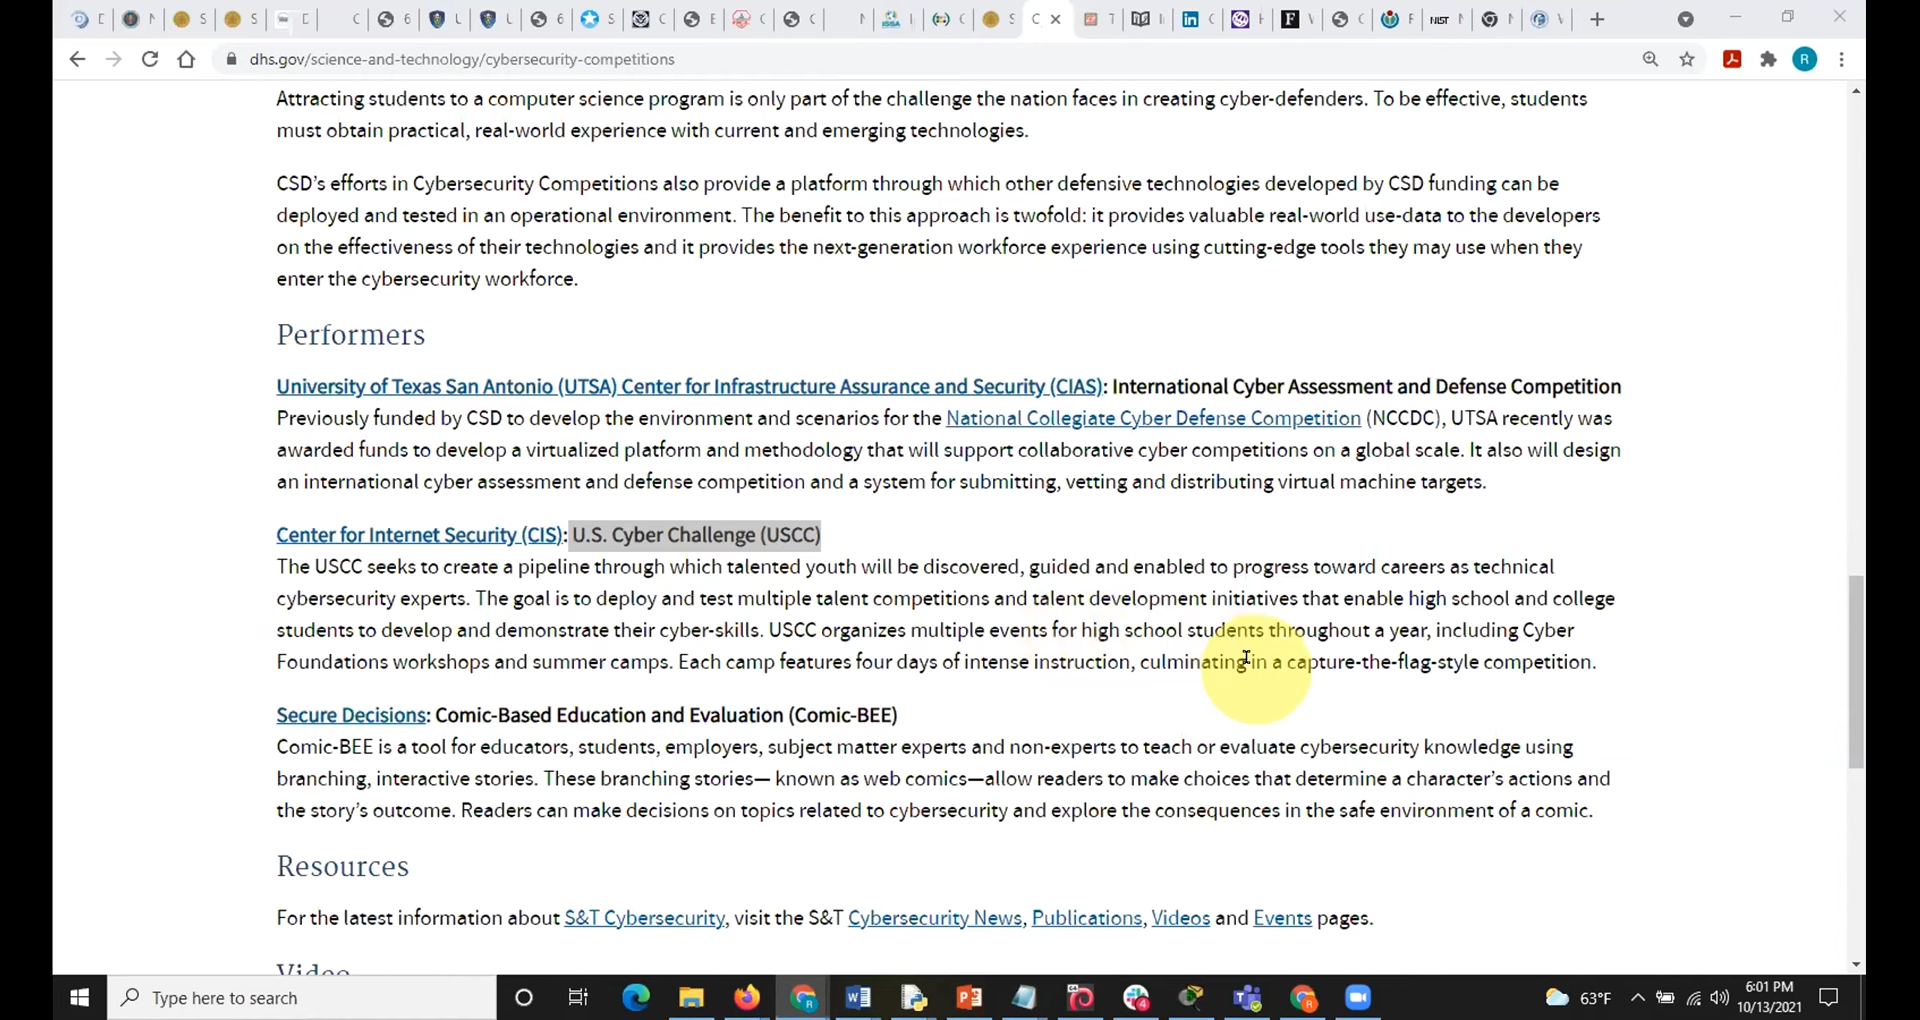 dhs.gov/science-and-technology/cybersecurity-competitions
Attracting students to a computer science program is only part of the challenge the nation faces in creating cyber-defenders. To be effective, students
must obtain practical, real-world experience with current and emerging technologies.
CSD's efforts in Cybersecurity Competitions also provide a platform through which other defensive technologies developed by CSD funding can be
deployed and tested in an operational environment. The benefit to this approach is twofold: it provides valuable real-world use-data to the developers
on the effectiveness of their technologies and it provides the next-generation workforce experience using cutting-edge tools they may use when they
enter the cybersecurity workforce.
Performers
University of Texas San Antonio (UTSA) Center for Infrastructure Assurance and Security (CIAS): International Cyber Assessment and Defense Competition
Previously funded by CSD to develop the environment and scenarios for the National Collegiate Cyber Defense Competition (NCCDC), UTSA recently was
awarded funds to develop a virtualized platform and methodology that will support collaborative cyber competitions on a global scale. It also will design
an international cyber assessment and defense competition and a system for submitting, vetting and distributing virtual machine targets.
Center for Internet Security (CIS): U.S. Cyber Challenge (USCC)
The USCC seeks to create a pipeline through which talented youth will be discovered, guided and enabled to progress toward careers as technical
cybersecurity experts. The goal is to deploy and test multiple talent competitions and talent development initiatives that enable high school and college
students to develop and demonstrate their cyber-skills. USCC organizes multiple events for high school students throughout a year, including Cyber
Foundations workshops and summer camps. Each camp features four days of intense instruction, culminating in a capture-the-flag-style competition.
Secure Decisions: Comic-Based Education and Evaluation (Comic-BEE)
Comic-BEE is a tool for educators, students, employers, subject matter experts and non-experts to teach or evaluate cybersecurity knowledge using
branching, interactive stories. These branching stories— known as web comics—allow readers to make choices that determine a character's actions and
the story's outcome. Readers can make decisions on topics related to cybersecurity and explore the consequences in the safe environment of a comic.
Resources
For the latest information about S&T Cybersecurity, visit the S&T Cybersecurity News, Publications, Videos and Events pages.
Video
Type here to search
63°F
6:01 PM
10/13/2021